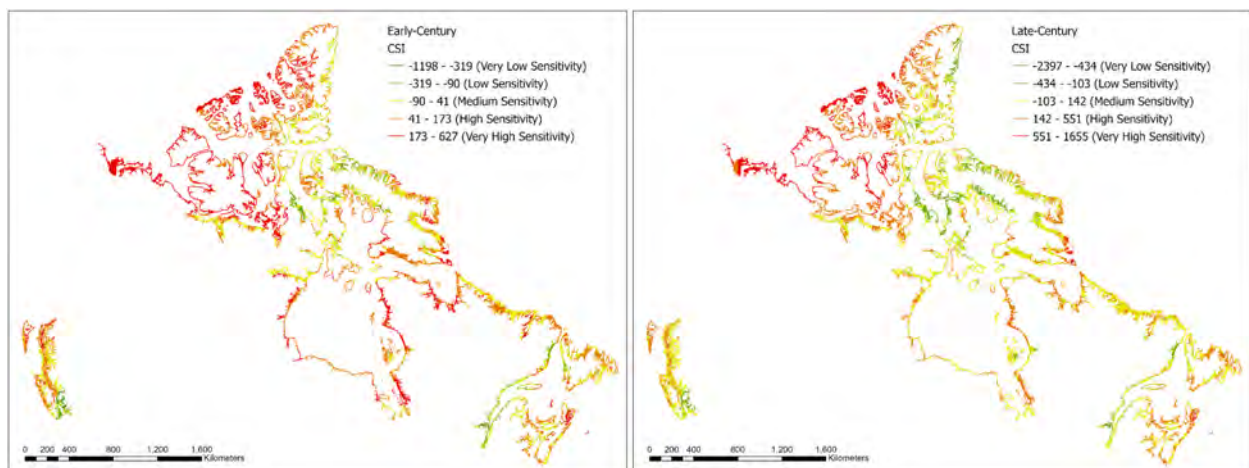 Early-Century
CSI
-1198 - -319 (Very Low Sensitivity)
-319 - -90 (Low Sensitivity)
-90 - 41 (Medium Sensitivity)
41 - 173 (High Sensitivity)
173 - 627 (Very High Sensitivity)
0 200 400 800 1,200 1,600
Kilometers
Late-Century
CSI
-2397 - -434 (Very Low Sensitivity)
-434 - -103 (Low Sensitivity)
-103 - 142 (Medium Sensitivity)
142 - 551 (High Sensitivity)
551 - 1655 (Very High Sensitivity)
0 200 400 800 1,200 1,600
Kilometers